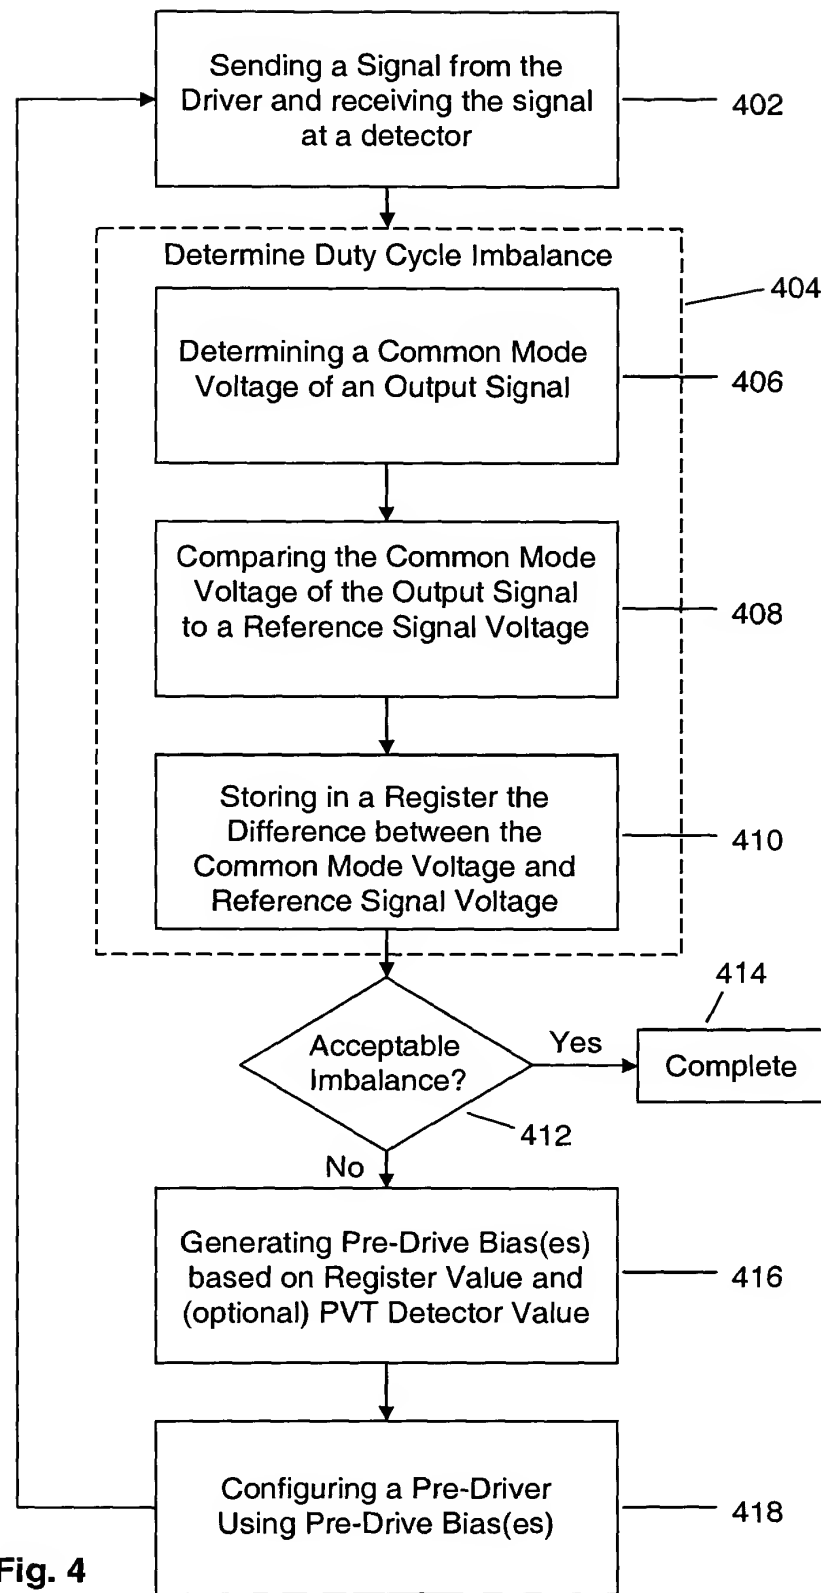 Sending a Signal from the
Driver and receiving the signal
at a detector
402
Determine Duty Cycle Imbalance
404
Determining a Common Mode
Voltage of an Output Signal
406
Comparing the Common Mode
Voltage of the Output Signal
to a Reference Signal Voltage
408
Storing in a Register the
Difference between the
Common Mode Voltage and
Reference Signal Voltage
410
414
Acceptable
Imbalance?
Yes
Complete
412
No
Generating Pre-Drive Bias(es)
based on Register Value and
(optional) PVT Detector Value
416
Configuring a Pre-Driver
Using Pre-Drive Bias(es)
418
Fig. 4